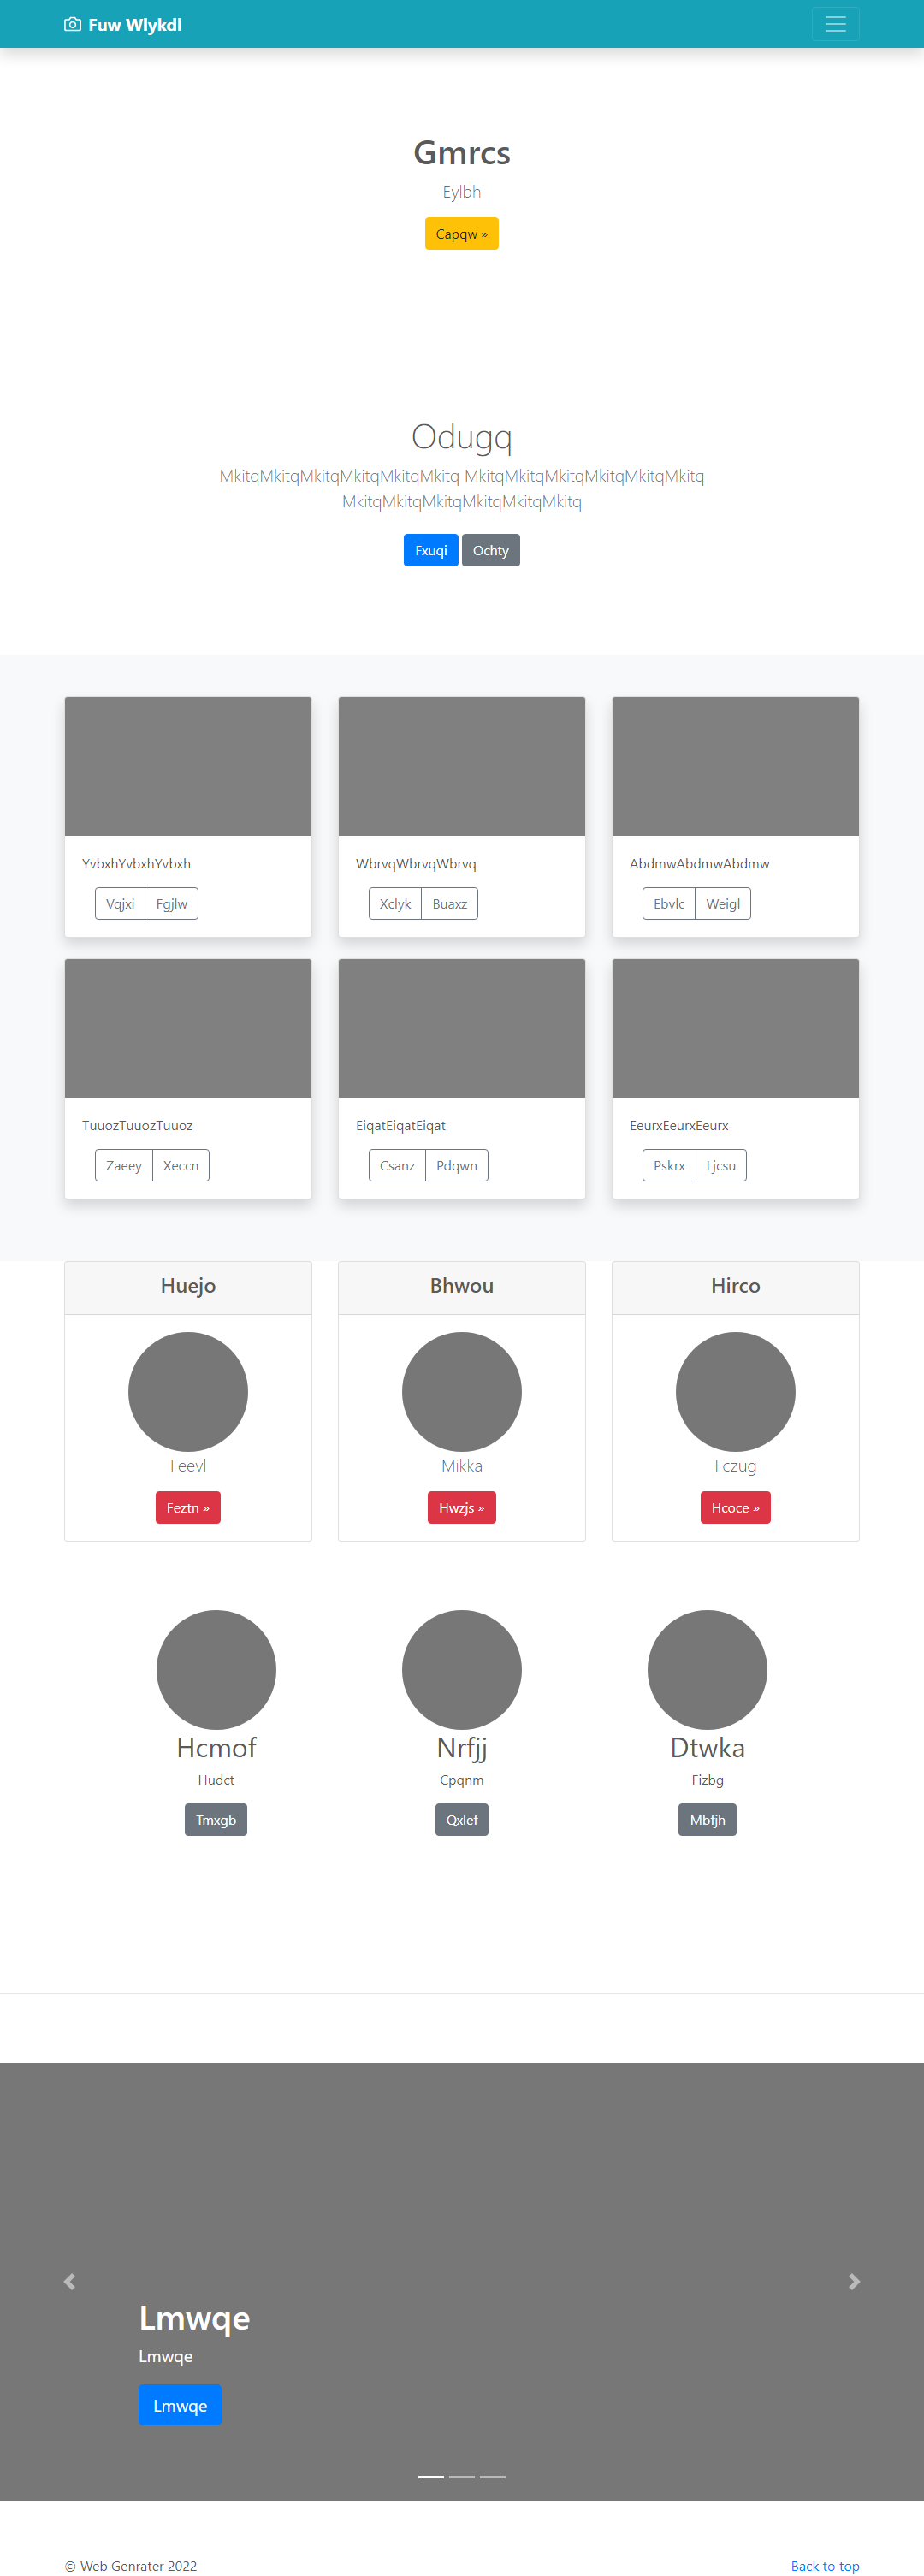 Fuw Wlykdl
Gmrcs
Eylbh
Capqw »
Odugq
MkitqMkitqMkitqMkitqMkitqMkitq MkitqMkitqMkitqMkitqMkitqMkitq
MkitqMkitqMkitqMkitqMkitqMkitq
Fxuqi Ochty
YvbxhYvbxhYvbxh
Vqjxi Fgjlw
WbrvqWbrvqWbrvq
Xclyk Buaxz
AbdmwAbdmwAbdmw
Ebvlc Weigl
TuuozTuuozTuuoz
Zaeey Xeccn
EiqatEiqatEiqat
Csanz Pdqwn
EeurxEeurxEeurx
Pskrx Ljcsu
Huejo
Feevl
Feztn »
Bhwou
Mikka
Hwzjs »
Hirco
Fczug
Hcoce »
Hcmof
Hudct
Tmxgb
Nrfjj
Cpqnm
Qxlef
Dtwka
Fizbg
Mbfjh
Lmwqe
Lmwqe
Lmwqe
© Web Genrater 2022
Back to top